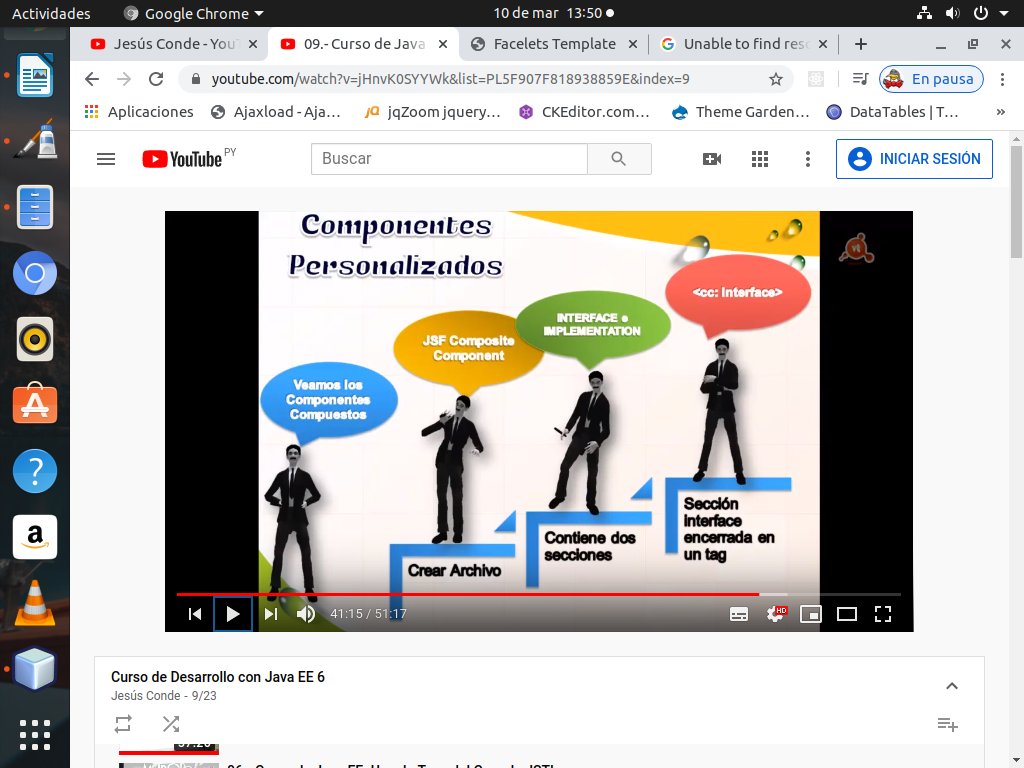 Actividades
Google Chrome
10 de mar 13:50
Jesús Conde - You
09.- Curso de Java
Facelets Template
Unable to find res
youtube.com/watch?v=jHnvK0SYYWk&list=PL5F907F818938859E&index=9
En pausa
Aplicaciones
Ajaxload - Aja...
jqZoom jquery...
CKEditor.com...
Theme Garden...
DataTables | T...
»
YouTube PY
Buscar
INICIAR SESIÓN
Componentes
Personalizados
vt
<cc: Interface>
INTERFACE e
IMPLEMENTATION
JSF Composite
Component
Veamos los
Componentes
Compuestos
Sección
Interface
encerrada en
un tag
Contiene dos
secciones
Crear Archivo
41:15 / 51:17
HD
Curso de Desarrollo con Java EE 6
Jesús Conde - 9/23